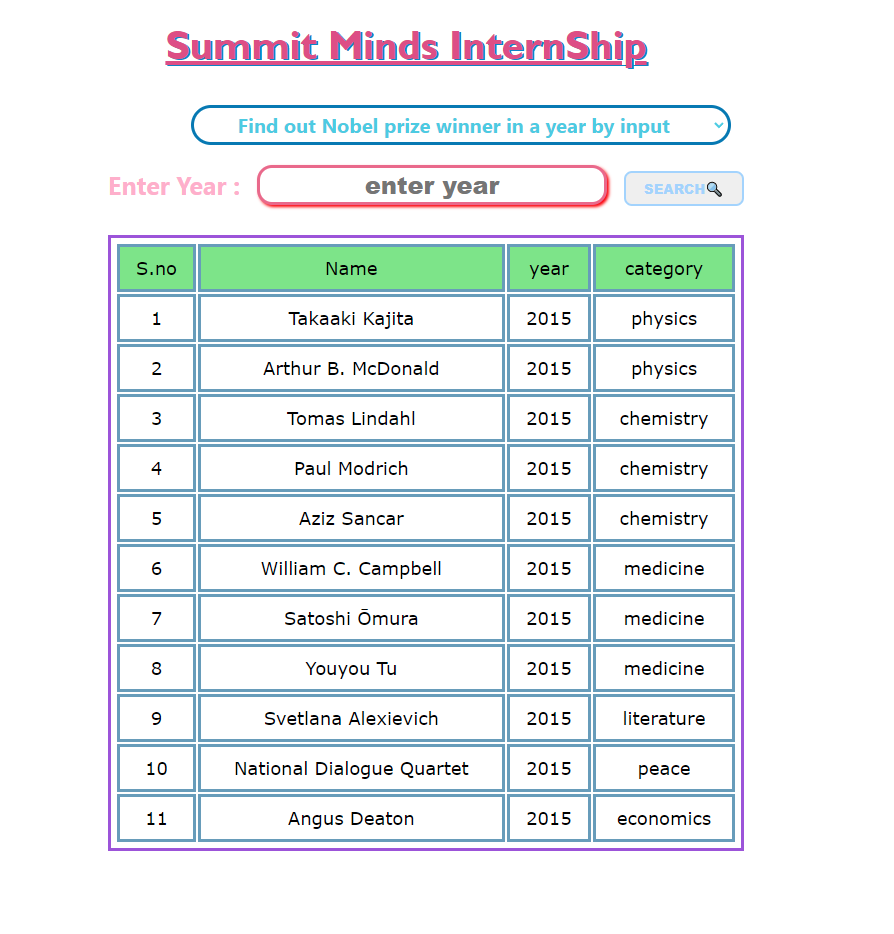 Summit Minds InternShip
Find out Nobel prize winner in a year by input
Enter Year : enter year SEARCH🔍
S.no Name year category
1 Takaaki Kajita 2015 physics
2 Arthur B. McDonald 2015 physics
3 Tomas Lindahl 2015 chemistry
4 Paul Modrich 2015 chemistry
5 Aziz Sancar 2015 chemistry
6 William C. Campbell 2015 medicine
7 Satoshi Ōmura 2015 medicine
8 Youyou Tu 2015 medicine
9 Svetlana Alexievich 2015 literature
10 National Dialogue Quartet 2015 peace
11 Angus Deaton 2015 economics